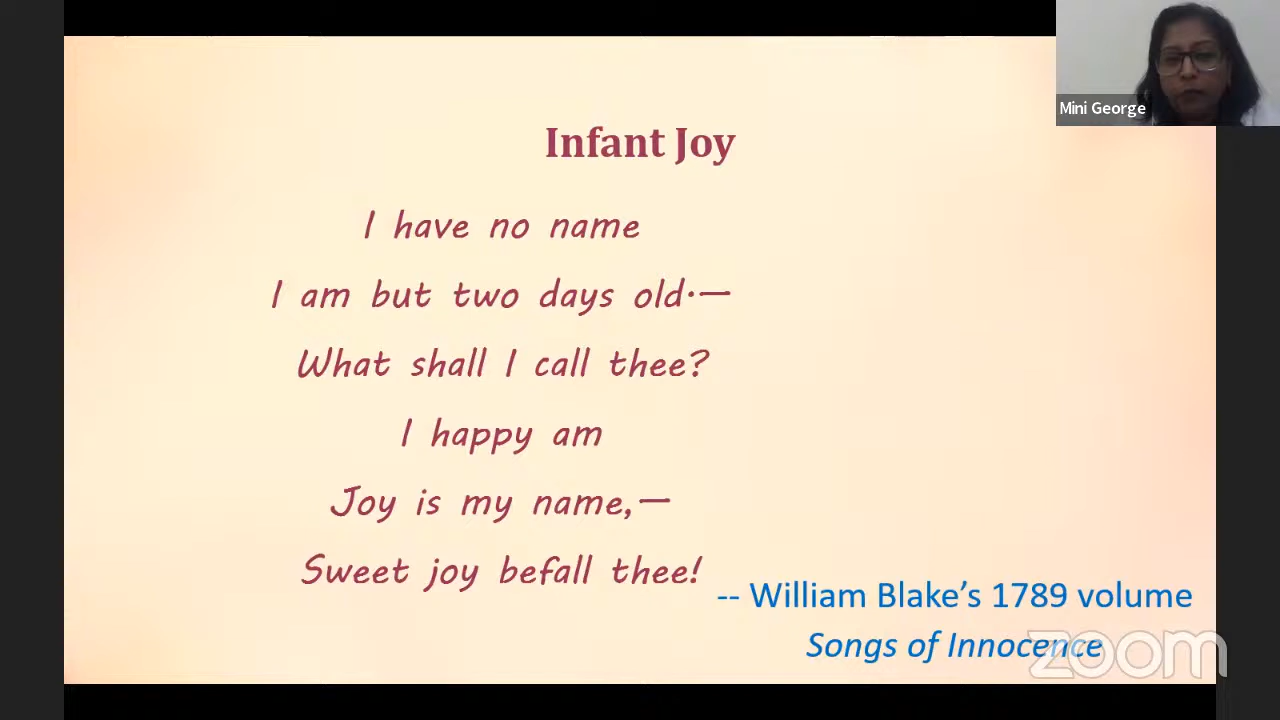 Mini George
Infant Joy
I have no name
I am but two days old.—
What shall I call thee?
I happy am
Joy is my name,—
Sweet joy befall thee!
-- William Blake’s 1789 volume
Songs of Innocence
zoom